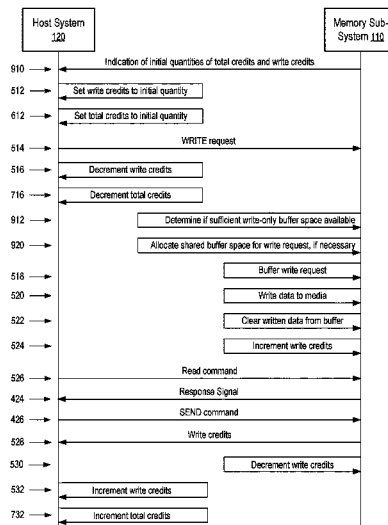 Host System
120
Memory Sub-
System 110
910 Indication of initial quantities of total credits and write credits
512 Set write credits to initial quantity
612 Set total credits to initial quantity
514 WRITE request
516 Decrement write credits
716 Decrement total credits
912 Determine if sufficient write-only buffer space available
920 Allocate shared buffer space for write request, if necessary
518 Buffer write request
520 Write data to media
522 Clear written data from buffer
524 Increment write credits
526 Read command
424 Response Signal
426 SEND command
528 Write credits
530 Decrement write credits
532 Increment write credits
732 Increment total credits